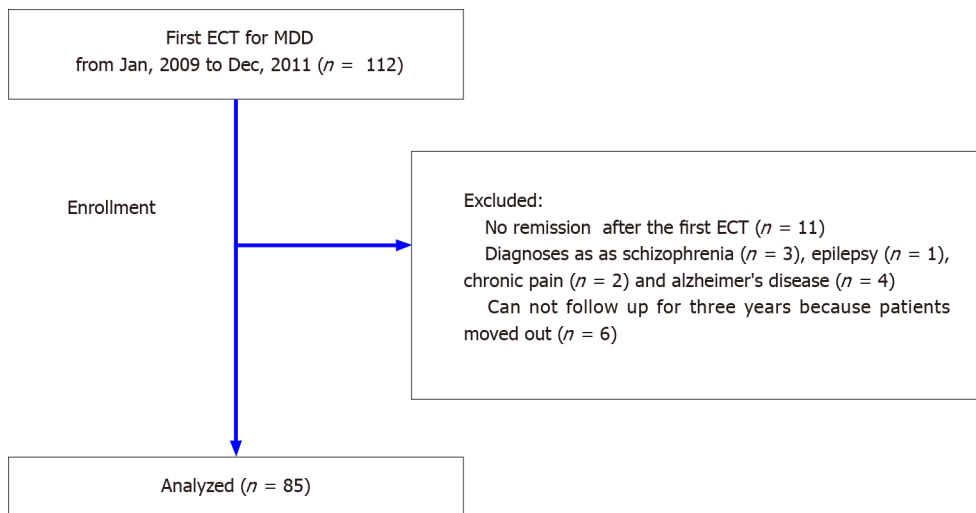 First ECT for MDD
from Jan, 2009 to Dec, 2011 (n = 112)
Enrollment
Excluded:
No remission after the first ECT (n = 11)
Diagnoses as as schizophrenia (n = 3), epilepsy (n = 1),
chronic pain (n = 2) and alzheimer's disease (n = 4)
Can not follow up for three years because patients
moved out (n = 6)
Analyzed (n = 85)